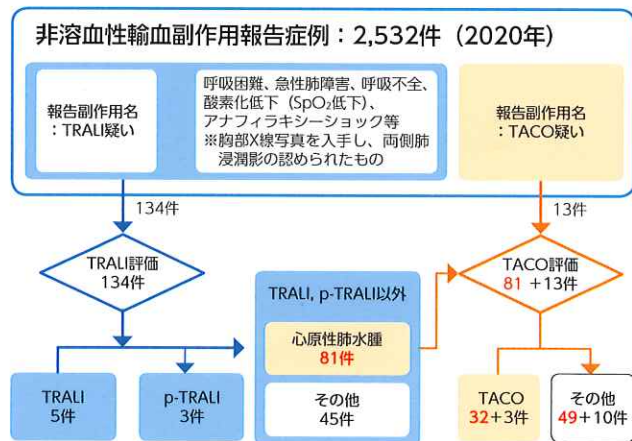 非溶血性輸血副作用報告症例：2,532件（2020年）
報告副作用名
：TRALI疑い
呼吸困難、急性肺障害、呼吸不全、
酸素化低下（SpO₂低下）、
アナフィラキシーショック等
※胸部X線写真を入手し、両側肺
浸潤影の認められたもの
報告副作用名
：TACO疑い
134件
13件
TRALI評価
134件
TACO評価
81＋13件
TRALI, p-TRALI以外
心原性肺水腫
81件
その他
45件
TRALI
5件
p-TRALI
3件
TACO
32＋3件
その他
49＋10件